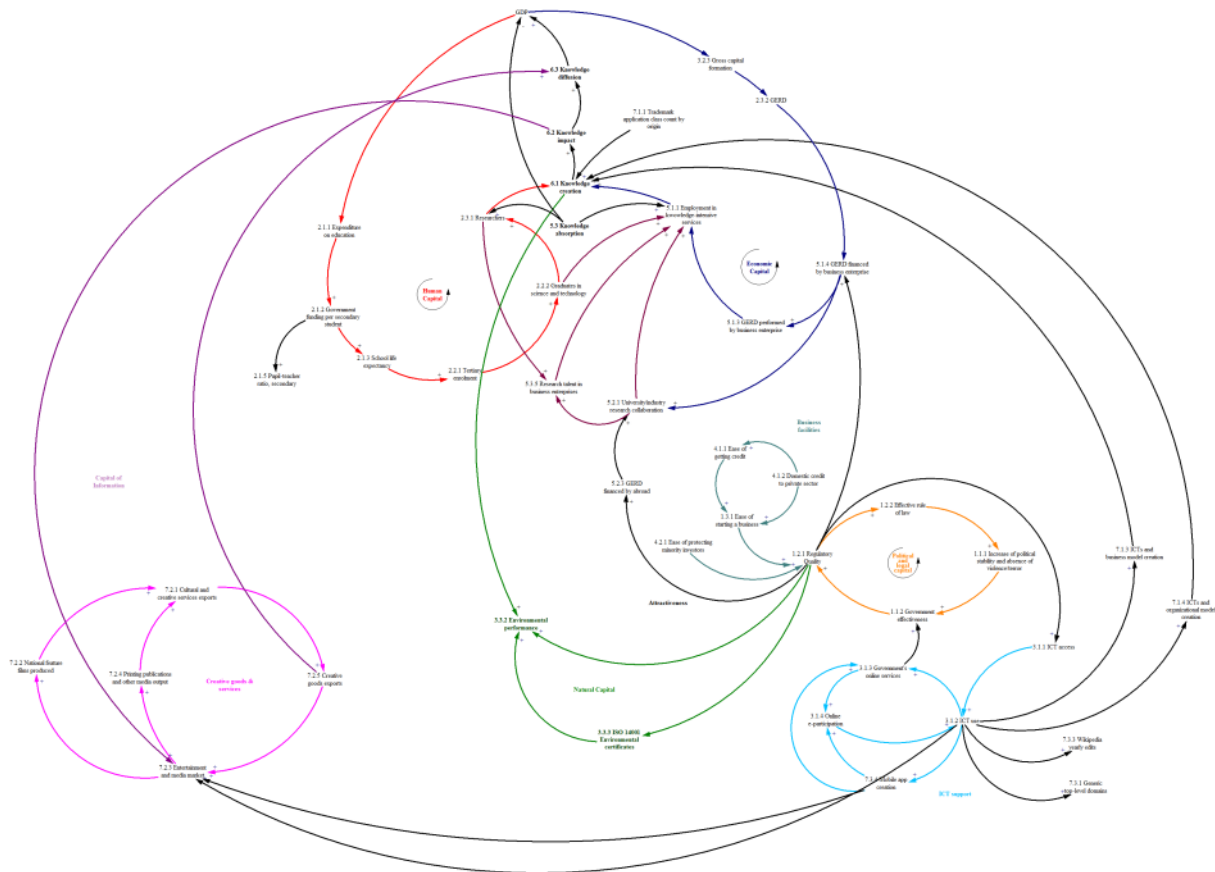 GDP
3.2.3 Gross capital
formation
2.3.2 GERD
6.3 Knowledge
diffusion
7.1.1 Trademark
application class count by
origin
6.2 Knowledge
impact
6.1 Knowledge
creation
2.3.1 Researchers
5.3 Knowledge
absorption
5.1.1 Employment in
knowledge-intensive
services
2.1.1 Expenditure
on education
Economic
Capital
5.1.4 GERD financed
by business enterprise
2.2.2 Graduates in
science and technology
Human
Capital
2.1.2 Government
funding per secondary
student
5.1.3 GERD performed
by business enterprise
2.1.3 School life
expectancy
2.1.5 Pupil-teacher
ratio, secondary
2.2.1 Tertiary
enrolment
5.3.5 Research talent in
business enterprises
5.2.1 University/industry
research collaboration
Business
facilities
4.1.1 Ease of
getting credit
4.1.2 Domestic credit
to private sector
Capital of
Information
5.2.3 GERD
financed by abroad
1.3.1 Ease of
starting a business
1.2.2 Effective rule
of law
4.2.1 Ease of protecting
minority investors
1.2.1 Regulatory
Quality
Political
and
legal
capital
1.1.1 Increase of political
stability and absence of
violence/terror
7.1.3 ICTs and
business model creation
Attractiveness
1.1.2 Government
effectiveness
7.1.4 ICTs and
organizational model
creation
3.3.2 Environmental
performance
3.1.1 ICT access
7.2.1 Cultural and
creative services exports
7.2.2 National feature
films produced
7.2.4 Printing publications
and other media output
Creative goods &
services
7.2.5 Creative
goods exports
3.1.3 Government's
online services
Natural Capital
3.1.4 Online
e-participation
3.1.2 ICT use
3.3.3 ISO 14001
Environmental
certificates
7.3.3 Wikipedia
yearly edits
7.2.3 Entertainment
and media market
7.3.4 Mobile app
creation
ICT support
7.3.1 Generic
top-level domains